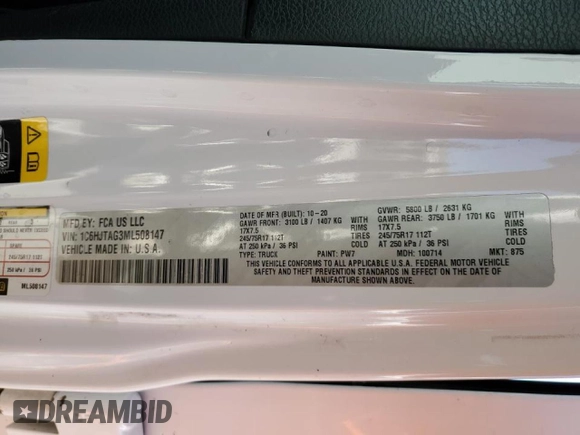 MFD BY: FCA US LLC
VIN: 1C6HJTAG3ML508147
VEHICLE MADE IN: U.S.A.
DATE OF MFR (BUILT): 10-20
GAWR FRONT: 3100 LB / 1407 KG
17X7.5
245/75R17 112T
AT 250 kPa / 36 PSI
TYPE: TRUCK
PAINT: PW7
WITH
RIMS
TIRES
COLD
GVWR: 5800 LB / 2631 KG
GAWR REAR: 3750 LB / 1701 KG
17X7.5
245/75R17 112T
AT 250 kPa / 36 PSI
MDH: 100714
MKT: 875
WITH
RIMS
TIRES
COLD
THIS VEHICLE CONFORMS TO ALL APPLICABLE U.S.A. FEDERAL MOTOR VEHICLE
SAFETY AND THEFT PREVENTION STANDARDS IN EFFECT ON THE DATE OF MANUFACTURE
SHOWN ABOVE.
250 kPa / 36 PSI
ML508147
DREAMBID